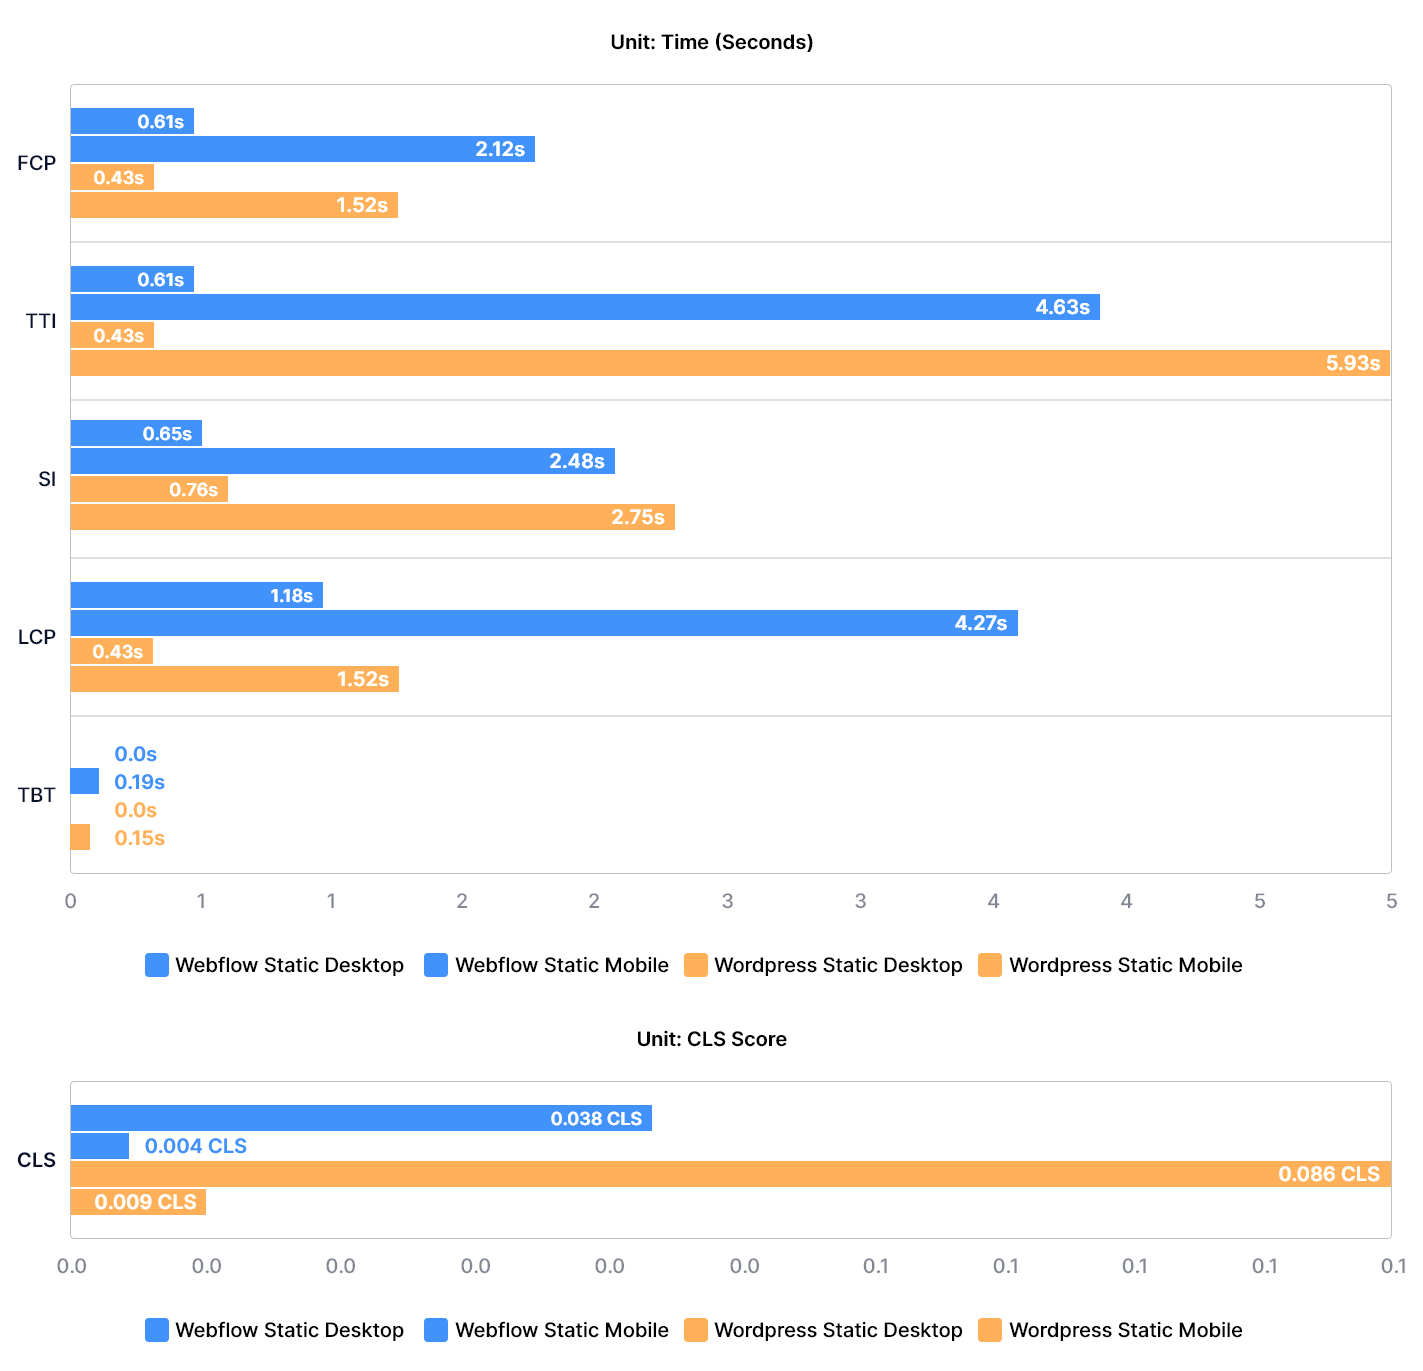 Unit: Time (Seconds)
FCP
0.61s
2.12s
0.43s
1.52s
TTI
0.61s
4.63s
0.43s
5.93s
SI
0.65s
2.48s
0.76s
2.75s
LCP
1.18s
4.27s
0.43s
1.52s
TBT
0.0s
0.19s
0.0s
0.15s
0 1 1 2 2 3 3 4 4 5 5
Webflow Static Desktop Webflow Static Mobile Wordpress Static Desktop Wordpress Static Mobile
Unit: CLS Score
CLS
0.038 CLS
0.004 CLS
0.086 CLS
0.009 CLS
0.0 0.0 0.0 0.0 0.0 0.0 0.1 0.1 0.1 0.1 0.1
Webflow Static Desktop Webflow Static Mobile Wordpress Static Desktop Wordpress Static Mobile